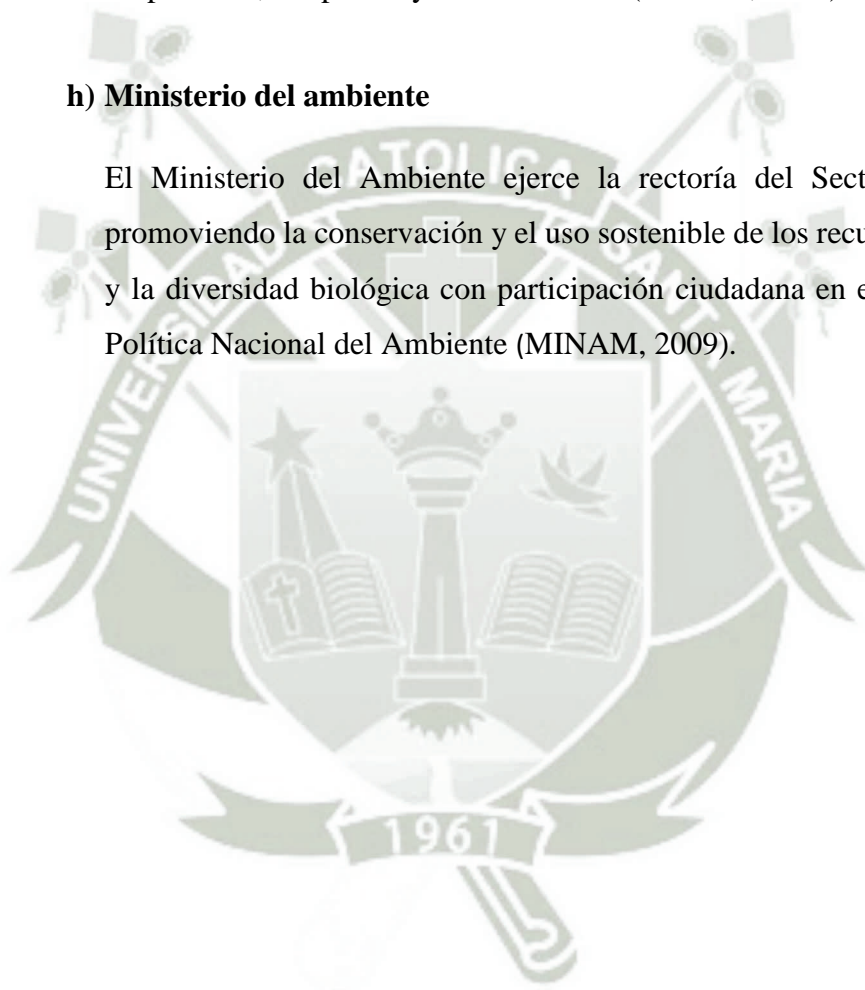 h) Ministerio del ambiente
El Ministerio del Ambiente ejerce la rectoría del Sect
promoviendo la conservación y el uso sostenible de los recu
y la diversidad biológica con participación ciudadana en e
Política Nacional del Ambiente (MINAM, 2009).
UNIVERSIDAD CATOLICA SANTA MARIA
1961